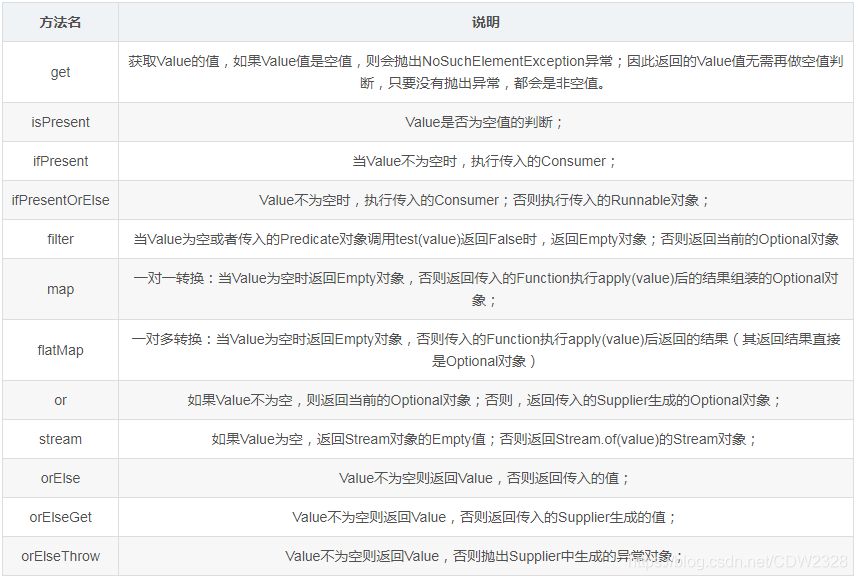 方法名 说明
get 获取Value的值，如果Value值是空值，则会抛出NoSuchElementException异常；因此返回的Value值无需再做空值判
断，只要没有抛出异常，都会是非空值。
isPresent Value是否为空值的判断；
ifPresent 当Value不为空时，执行传入的Consumer；
ifPresentOrElse Value不为空时，执行传入的Consumer；否则执行传入的Runnable对象；
filter 当Value为空或者传入的Predicate对象调用test(value)返回False时，返回Empty对象；否则返回当前的Optional对象
map 一对一转换：当Value为空时返回Empty对象，否则返回传入的Function执行apply(value)后的结果组装的Optional对
象；
flatMap 一对多转换：当Value为空时返回Empty对象，否则传入的Function执行apply(value)后返回的结果（其返回结果直接
是Optional对象）
or 如果Value不为空，则返回当前的Optional对象；否则，返回传入的Supplier生成的Optional对象；
stream 如果Value为空，返回Stream对象的Empty值；否则返回Stream.of(value)的Stream对象；
orElse Value不为空则返回Value，否则返回传入的值；
orElseGet Value不为空则返回Value，否则返回传入的Supplier生成的值；
orElseThrow Value不为空则返回Value，否则抛出Supplier中生成的异常对象；
https://blog.csdn.net/CDW2328